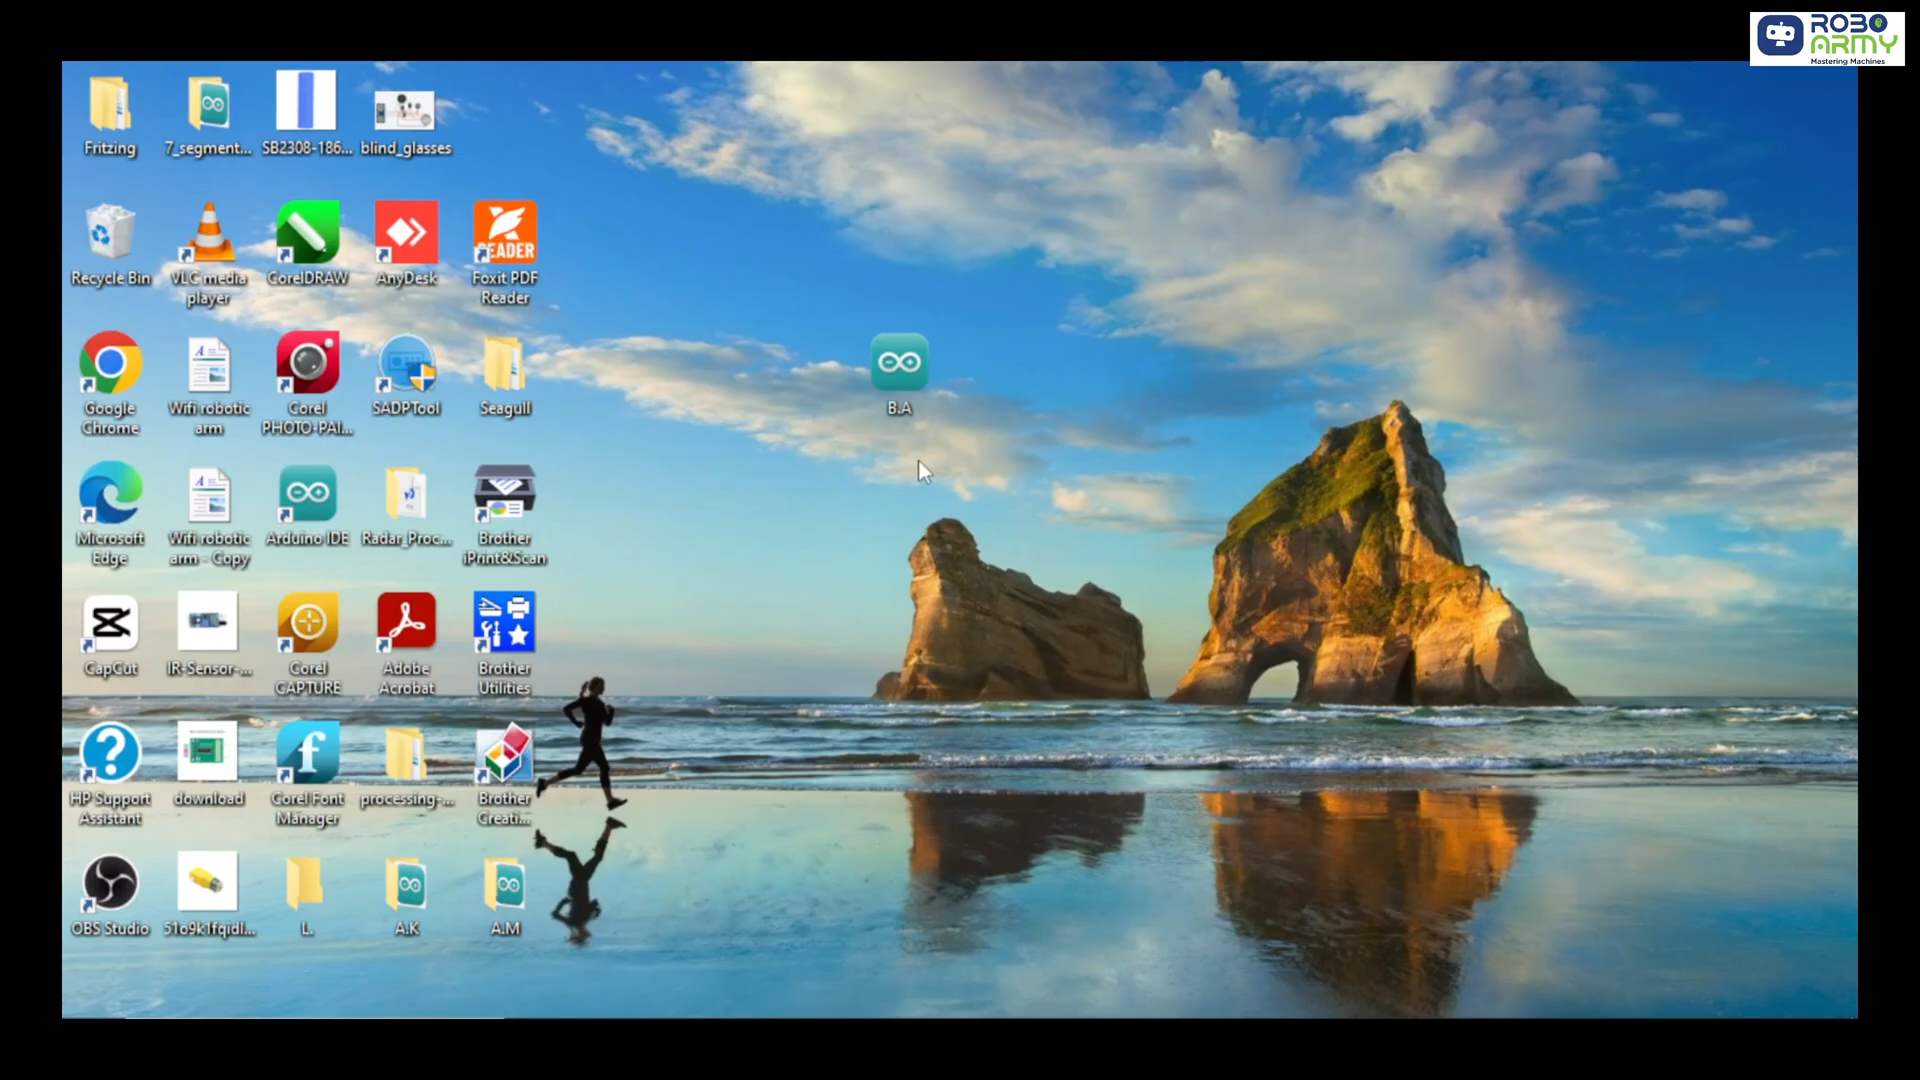 ROBO
ARMY
Mastering Machines
Fritzing
7_segment...
SB2308-186...
blind_glasses
Recycle Bin
VLC media
player
CorelDRAW
AnyDesk
READER
Foxit PDF
Reader
Google
Chrome
Wifi robotic
arm
Corel
PHOTO-PAI...
SADPTool
Seagull
B.A
Microsoft
Edge
Wifi robotic
arm - Copy
Arduino IDE
Radar_Proc...
Brother
iPrint&Scan
CapCut
IR-Sensor-...
Corel
CAPTURE
Adobe
Acrobat
Brother
Utilities
HP Support
Assistant
download
Corel Font
Manager
processing-...
Brother
Creati...
OBS Studio
51o9k1fqidl...
L.
A.K
A.M